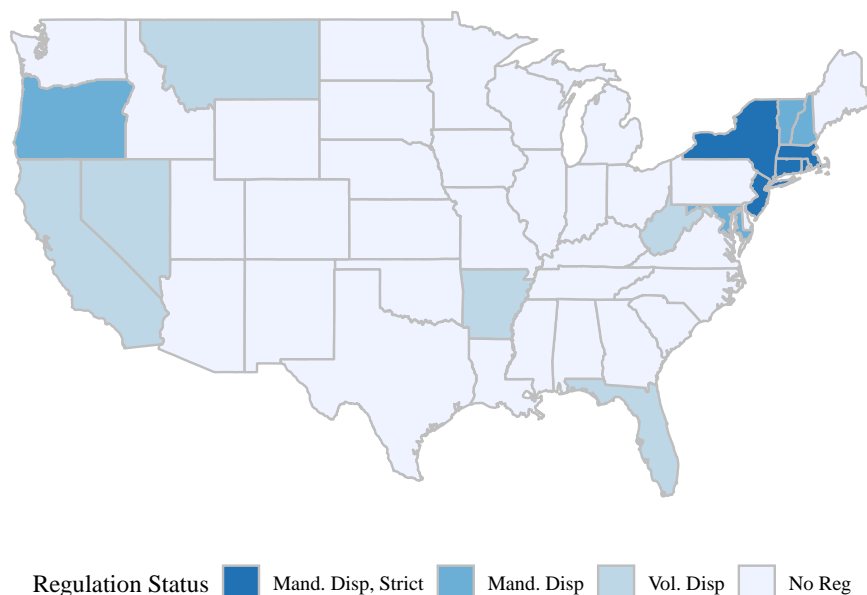 Regulation Status Mand. Disp, Strict Mand. Disp Vol. Disp No Reg